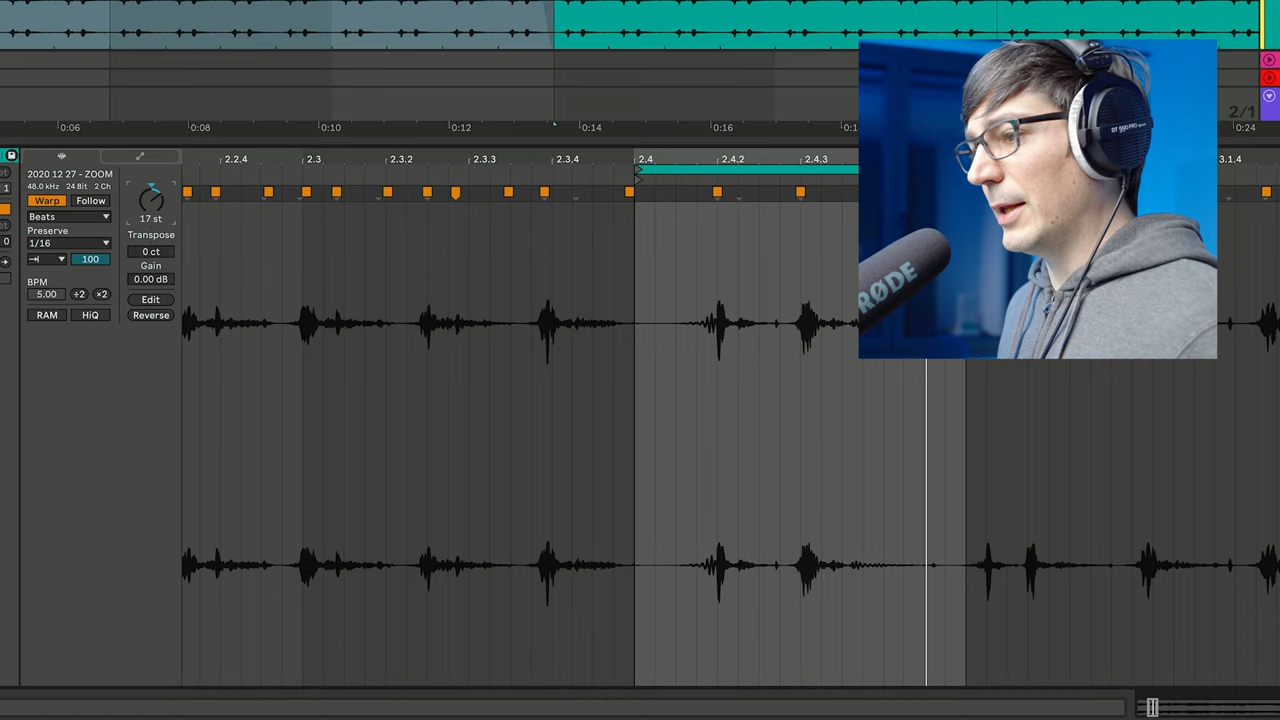 2/1
0:06 0:08 0:10 0:12 0:14 0:16 0:24
2.2.4 2.3 2.3.2 2.3.3 2.3.4 2.4 2.4.2 2.4.3 3.1.4
2020 12 27 - ZOOM
48.0 kHz 24 Bit 2 Ch
1
Warp Follow
Beats
17 st
Preserve
Transpose
1/16
0
0 ct
100
Gain
BPM
0.00 dB
5.00 ÷2 ×2
Edit
RAM HiQ
Reverse
DT 990 PRO
RØDE